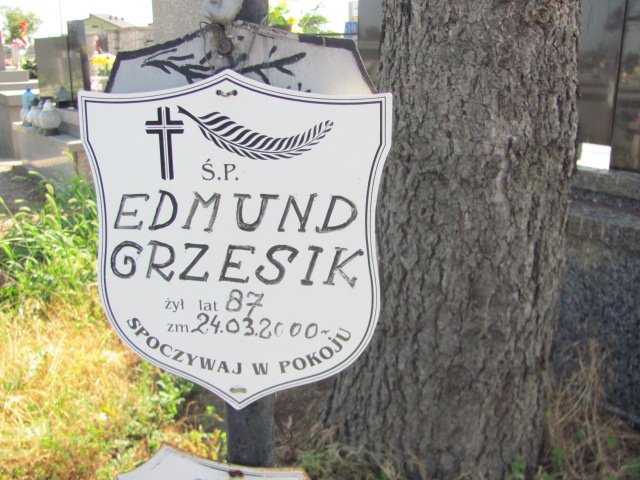 Ś.P.
EDMUND
GRZESIK
żył lat 87
zm 24.03.2000~
SPOCZYWAJ W POKOJU